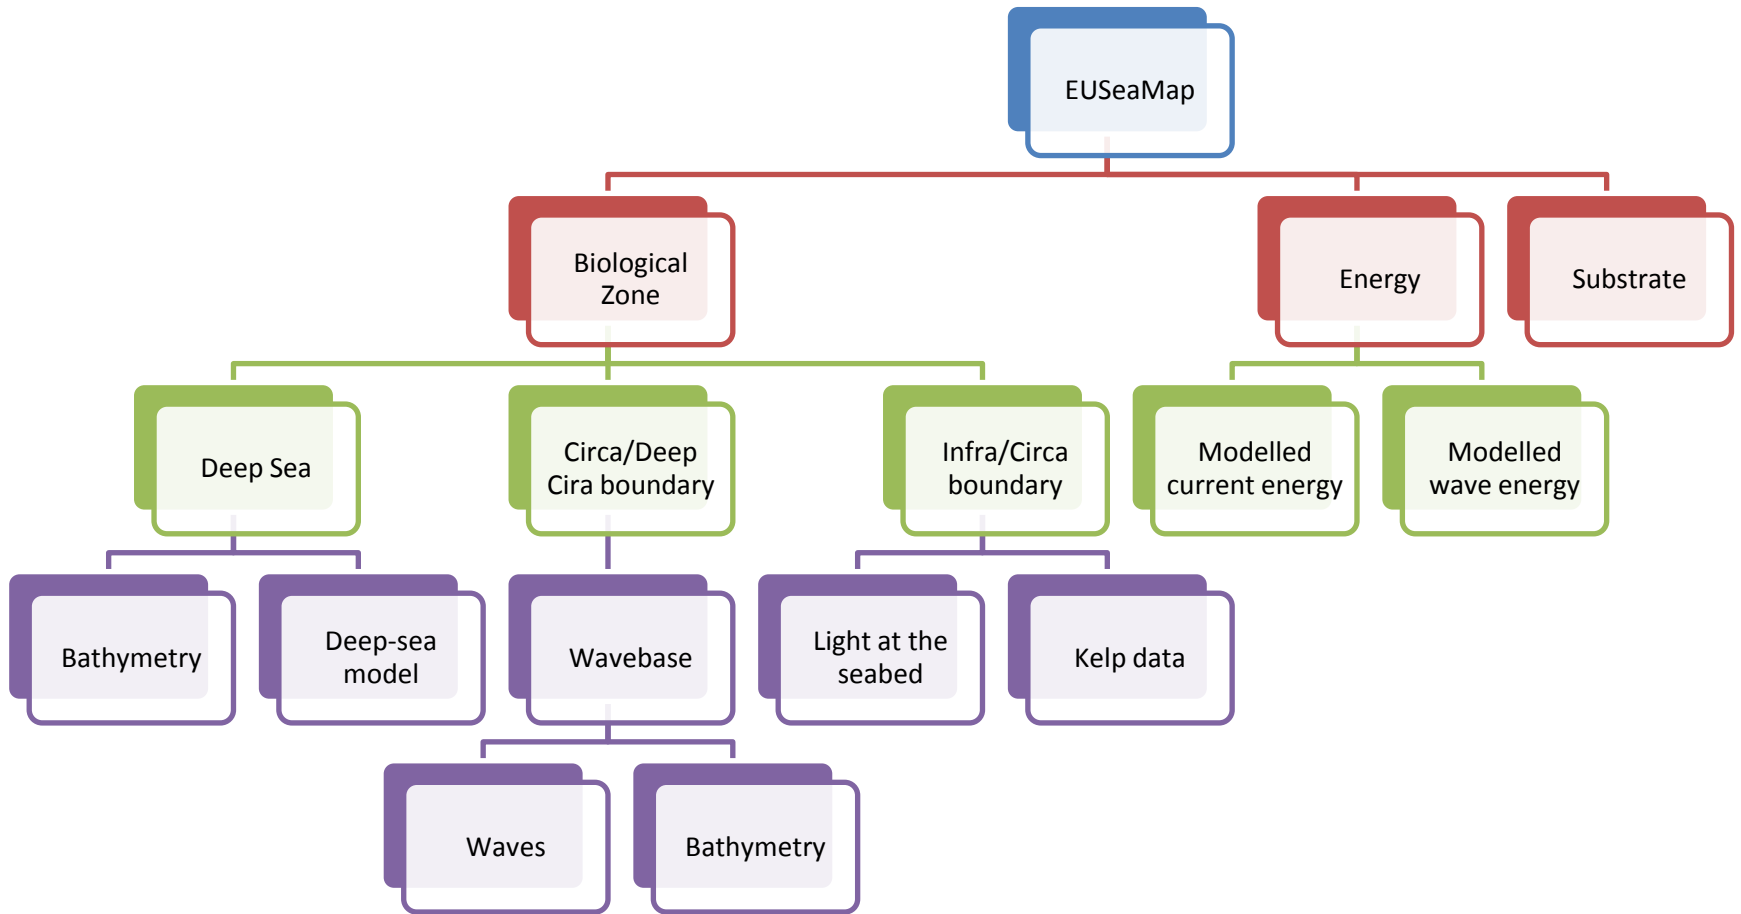 EUSeaMap
Biological
Zone
Energy
Substrate
Deep Sea
Circa/Deep
Cira boundary
Infra/Circa
boundary
Modelled
current energy
Modelled
wave energy
Bathymetry
Deep-sea
model
Wavebase
Light at the
seabed
Kelp data
Waves
Bathymetry